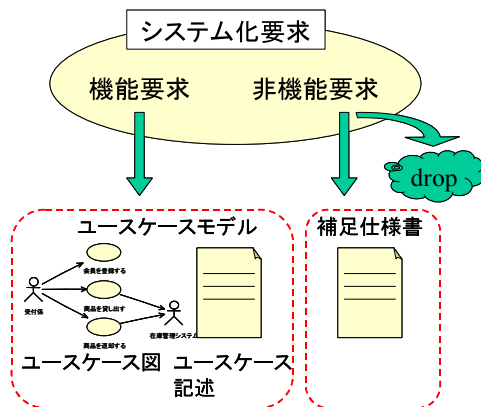 システム化要求
機能要求
非機能要求
drop
ユースケースモデル
補足仕様書
会員を登録する
商品を貸し出す
商品を返却する
受付係
在庫管理システム
ユースケース図
ユースケース
記述